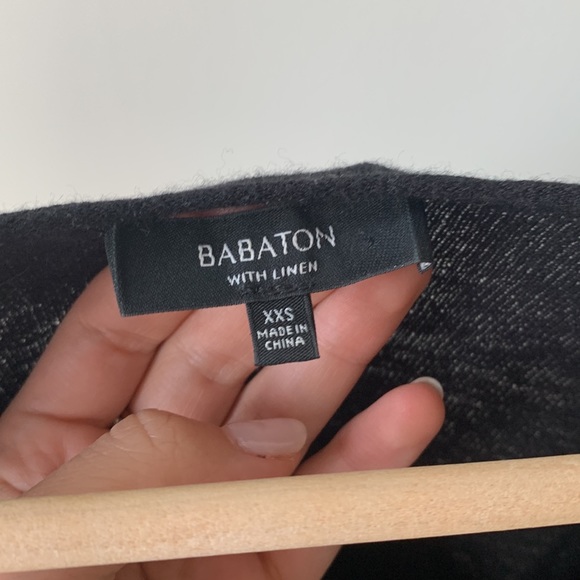 BABATON
WITH LINEN
XXS
MADE IN
CHINA